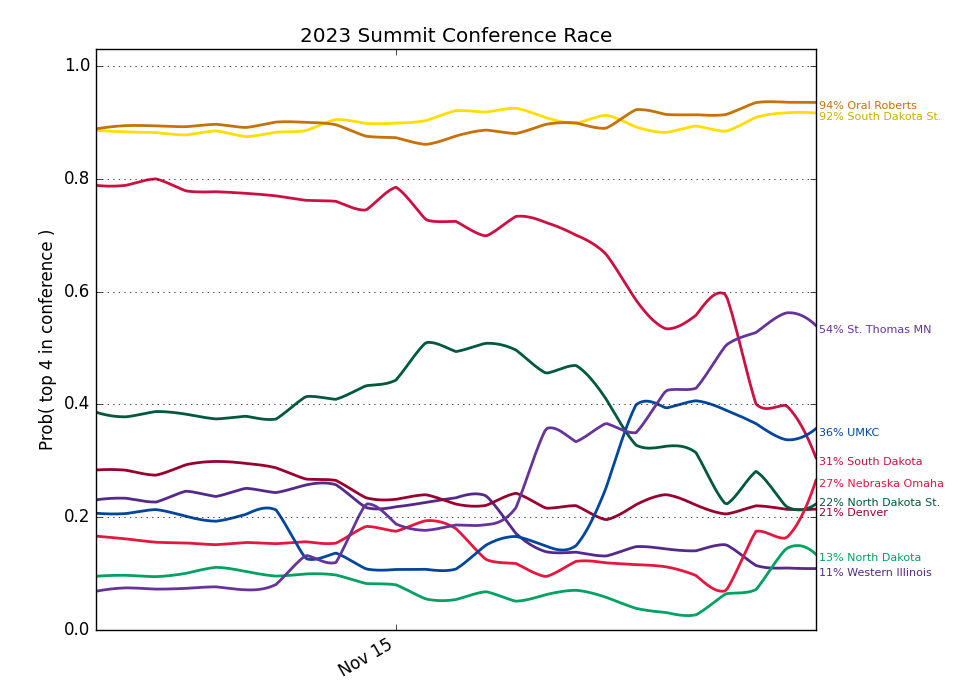 2023 Summit Conference Race
Prob( top 4 in conference )
1.0
0.8
0.6
0.4
0.2
0.0
Nov 15
94% Oral Roberts
92% South Dakota St.
54% St. Thomas MN
36% UMKC
31% South Dakota
27% Nebraska Omaha
22% North Dakota St.
21% Denver
13% North Dakota
11% Western Illinois